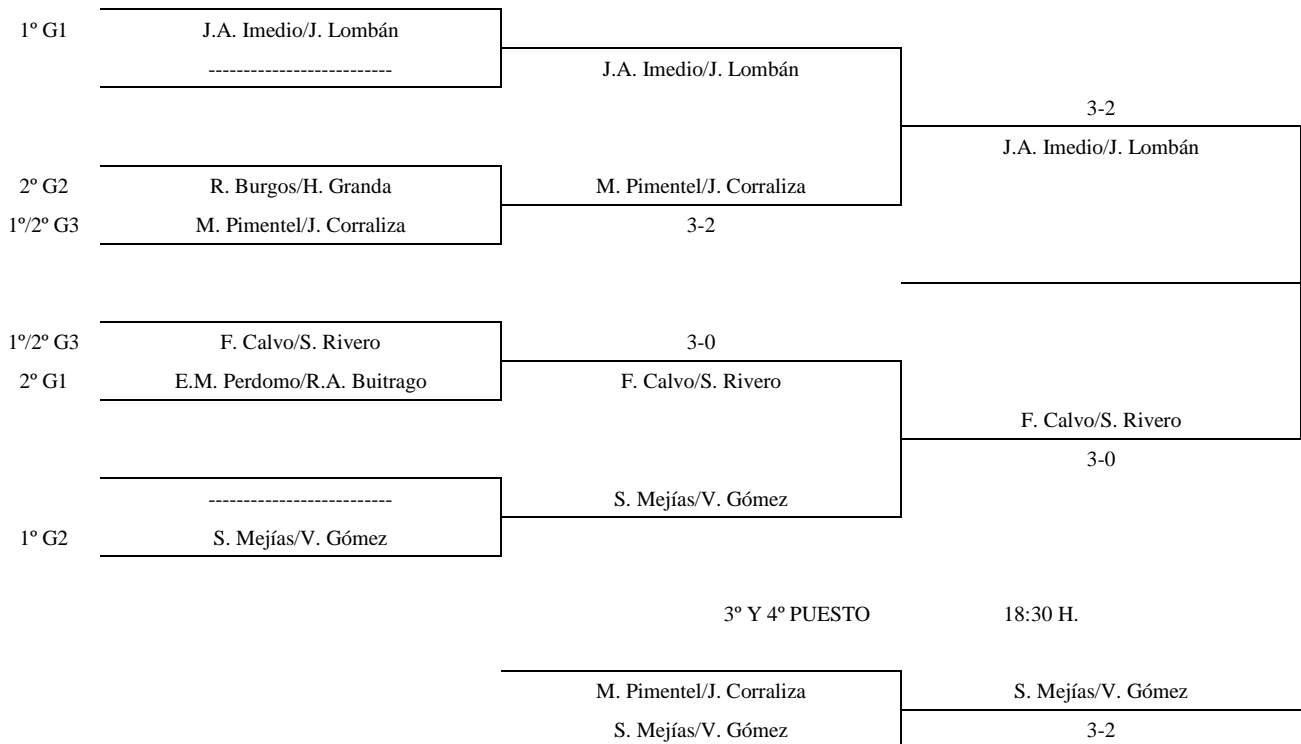 1º G1 J.A. Imedio/J. Lombán
--------------------------- J.A. Imedio/J. Lombán
3-2
J.A. Imedio/J. Lombán
2º G2 R. Burgos/H. Granda M. Pimentel/J. Corraliza
1º/2º G3 M. Pimentel/J. Corraliza 3-2
1º/2º G3 F. Calvo/S. Rivero 3-0
2º G1 E.M. Perdomo/R.A. Buitrago F. Calvo/S. Rivero
F. Calvo/S. Rivero
3-0
--------------------------- S. Mejías/V. Gómez
1º G2 S. Mejías/V. Gómez
3º Y 4º PUESTO 18:30 H.
M. Pimentel/J. Corraliza S. Mejías/V. Gómez
S. Mejías/V. Gómez 3-2